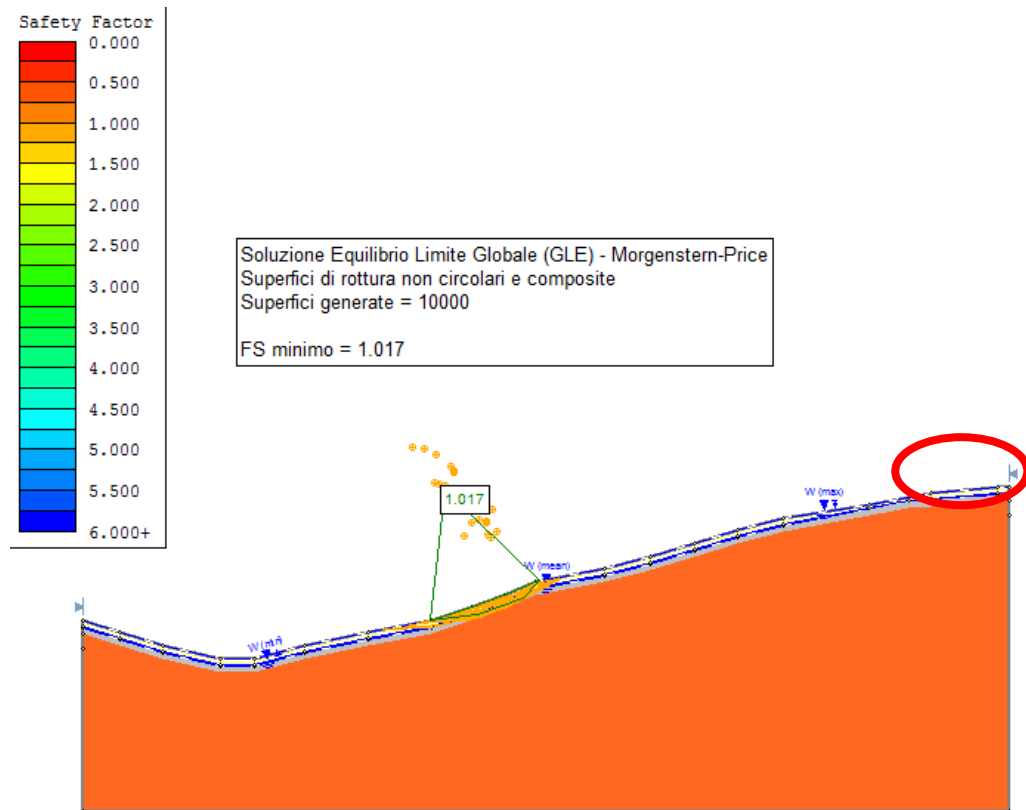 Safety Factor
0.000
0.500
1.000
1.500
2.000
2.500
3.000
3.500
4.000
4.500
5.000
5.500
6.000+
Soluzione Equilibrio Limite Globale (GLE) - Morgenstern-Price
Superfici di rottura non circolari e composite
Superfici generate = 10000
FS minimo = 1.017
1.017
W (max)
W (mean)